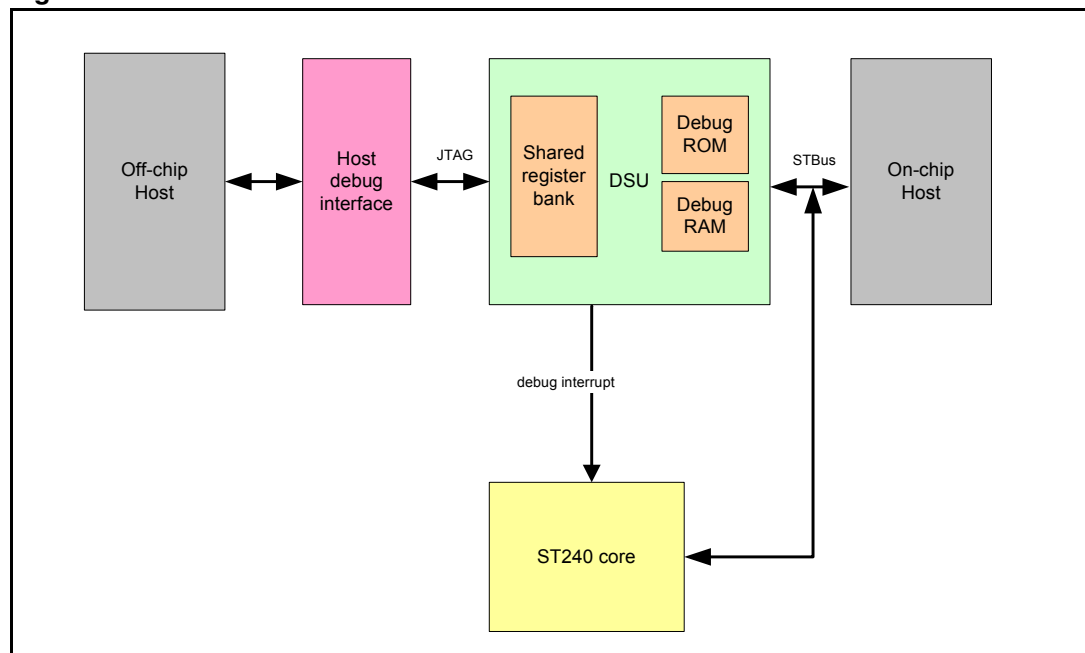 Off-chip
Host
Host
debug
interface
JTAG
Shared
register
bank
DSU
Debug
ROM
Debug
RAM
STBus
On-chip
Host
debug interrupt
ST240 core